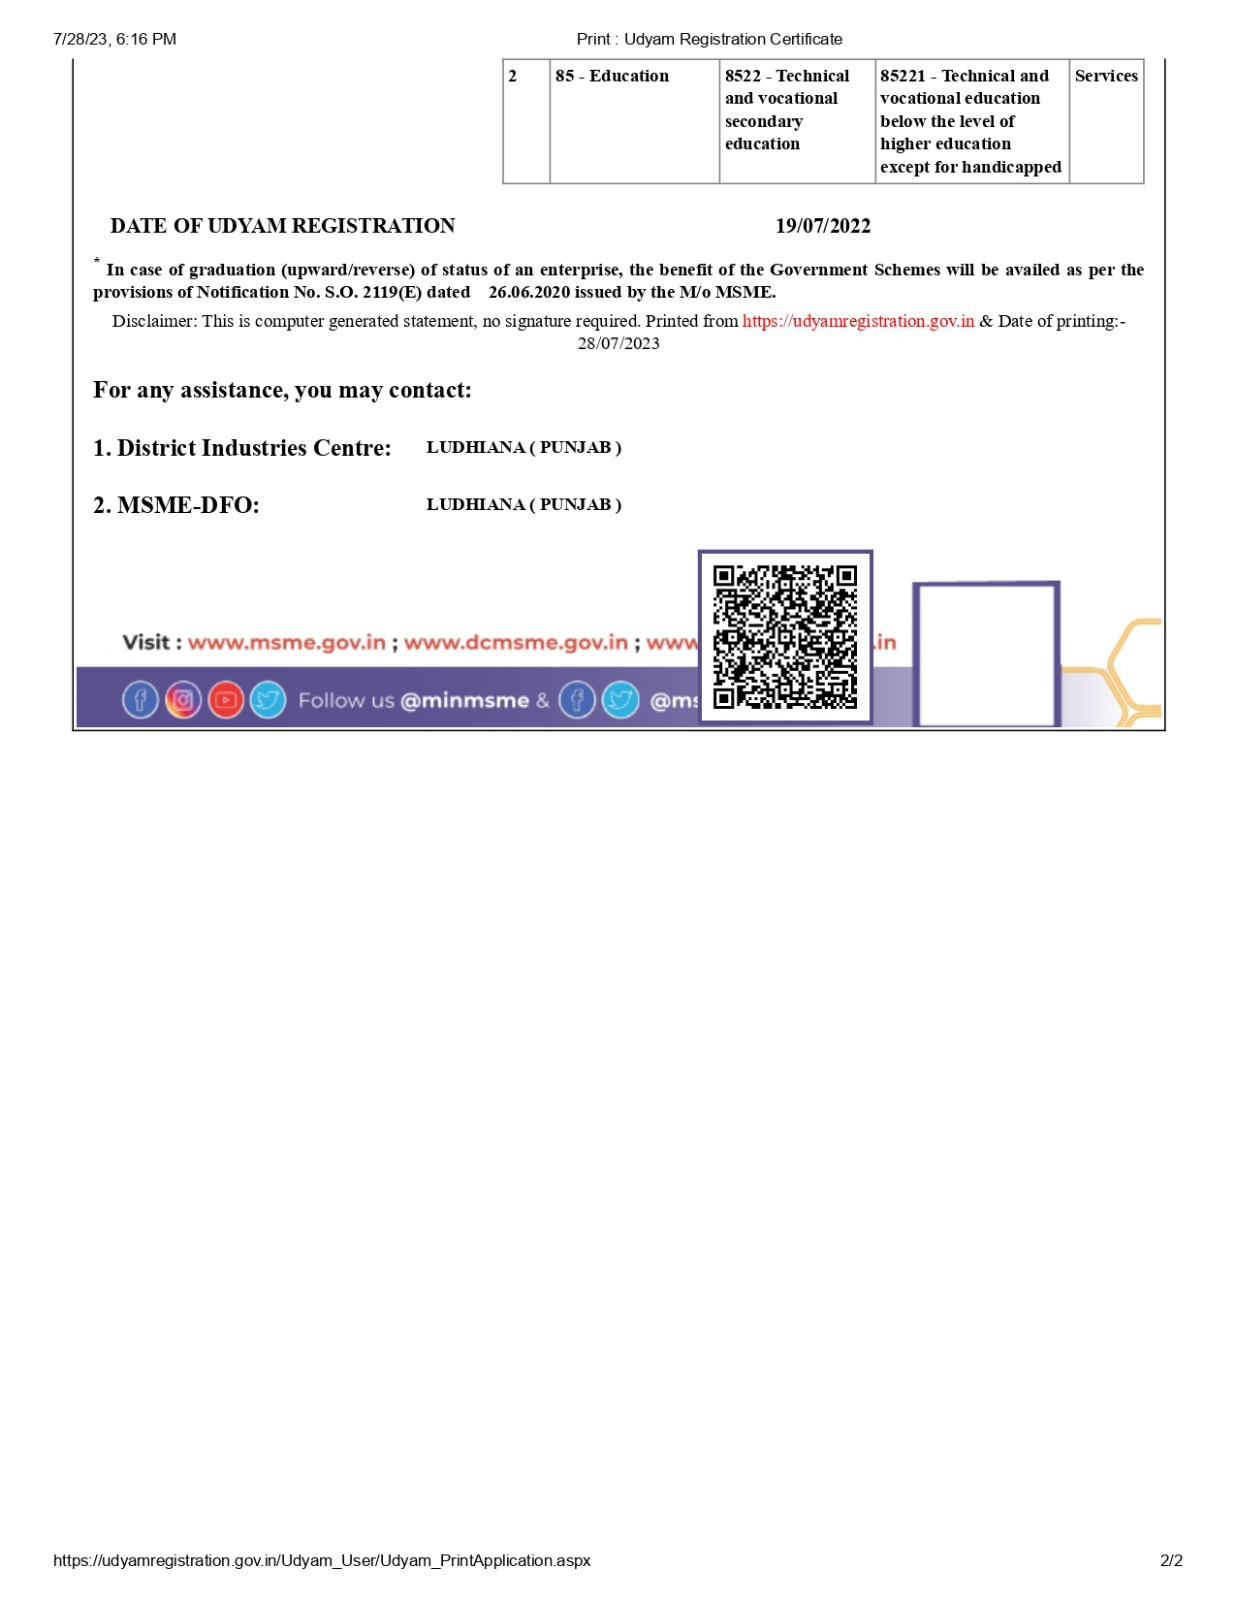 7/28/23, 6:16 PM
Print : Udyam Registration Certificate
2
85 - Education
8522 - Technical
and vocational
secondary
education
85221 - Technical and
vocational education
below the level of
higher education
except for handicapped
Services
DATE OF UDYAM REGISTRATION
19/07/2022
* In case of graduation (upward/reverse) of status of an enterprise, the benefit of the Government Schemes will be availed as per the
provisions of Notification No. S.O. 2119(E) dated 26.06.2020 issued by the M/o MSME.
Disclaimer: This is computer generated statement, no signature required. Printed from https://udyamregistration.gov.in & Date of printing:-
28/07/2023
For any assistance, you may contact:
1. District Industries Centre:
LUDHIANA ( PUNJAB )
2. MSME-DFO:
LUDHIANA ( PUNJAB )
Visit : www.msme.gov.in ; www.dcmsme.gov.in ; www .in
Follow us @minmsme & @ms
https://udyamregistration.gov.in/Udyam_User/Udyam_PrintApplication.aspx
2/2